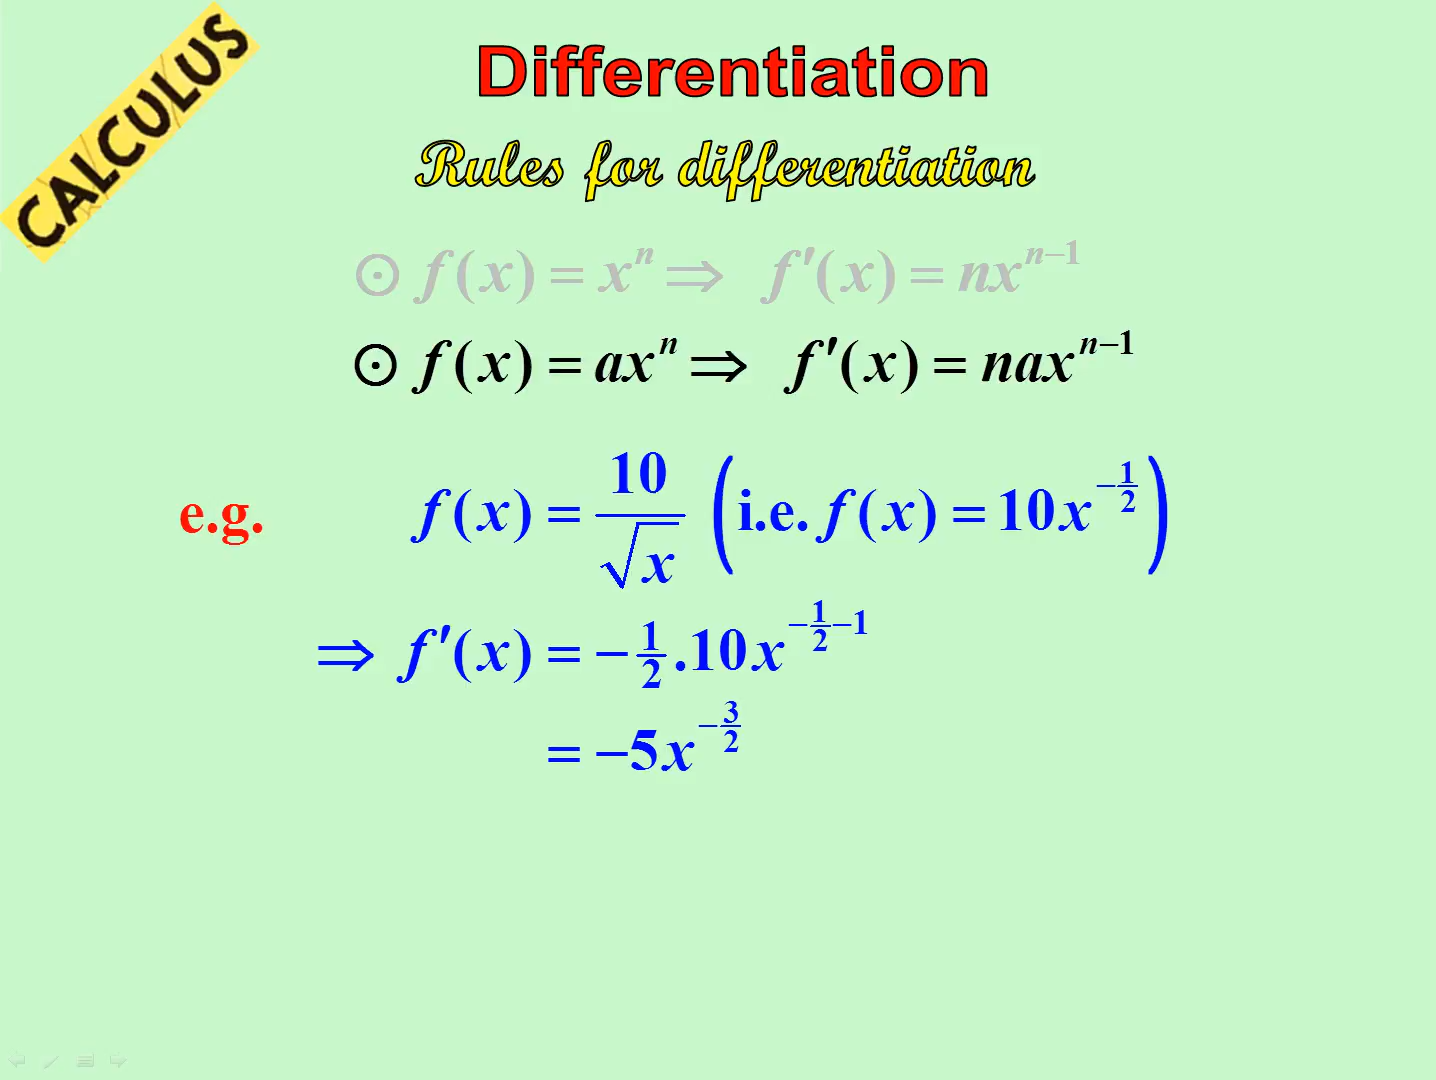 CALCULUS
Differentiation
Rules for differentiation
⊙ f(x) = xⁿ ⇒ f′(x) = nxⁿ⁻¹
⊙ f(x) = axⁿ ⇒ f′(x) = naxⁿ⁻¹
e.g. f(x) = 10/√x (i.e. f(x) = 10x^(−1/2))
⇒ f′(x) = −1/2 .10x^(−1/2−1)
= −5x^(−3/2)